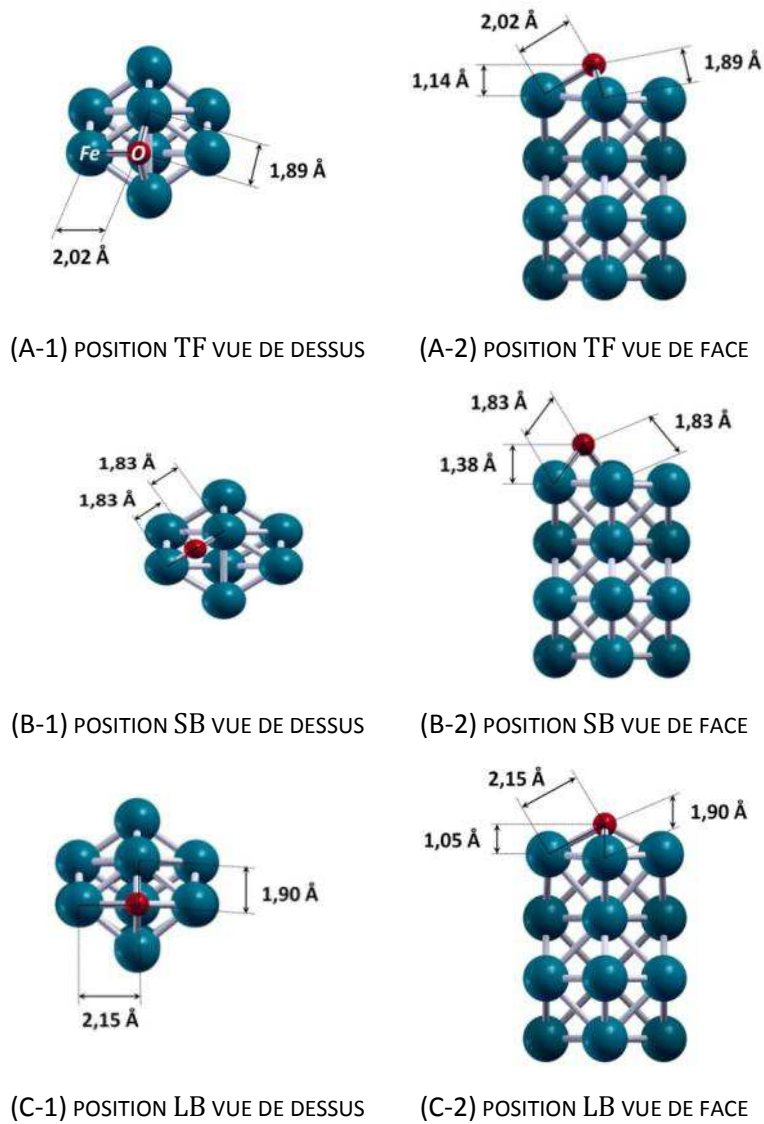 2,02 Å
1,14 Å
1,89 Å
Fe
O
1,89 Å
2,02 Å
(A-1) POSITION TF VUE DE DESSUS
(A-2) POSITION TF VUE DE FACE
1,83 Å
1,83 Å
1,83 Å
1,83 Å
1,38 Å
(B-1) POSITION SB VUE DE DESSUS
(B-2) POSITION SB VUE DE FACE
2,15 Å
1,90 Å
1,05 Å
1,90 Å
2,15 Å
(C-1) POSITION LB VUE DE DESSUS
(C-2) POSITION LB VUE DE FACE